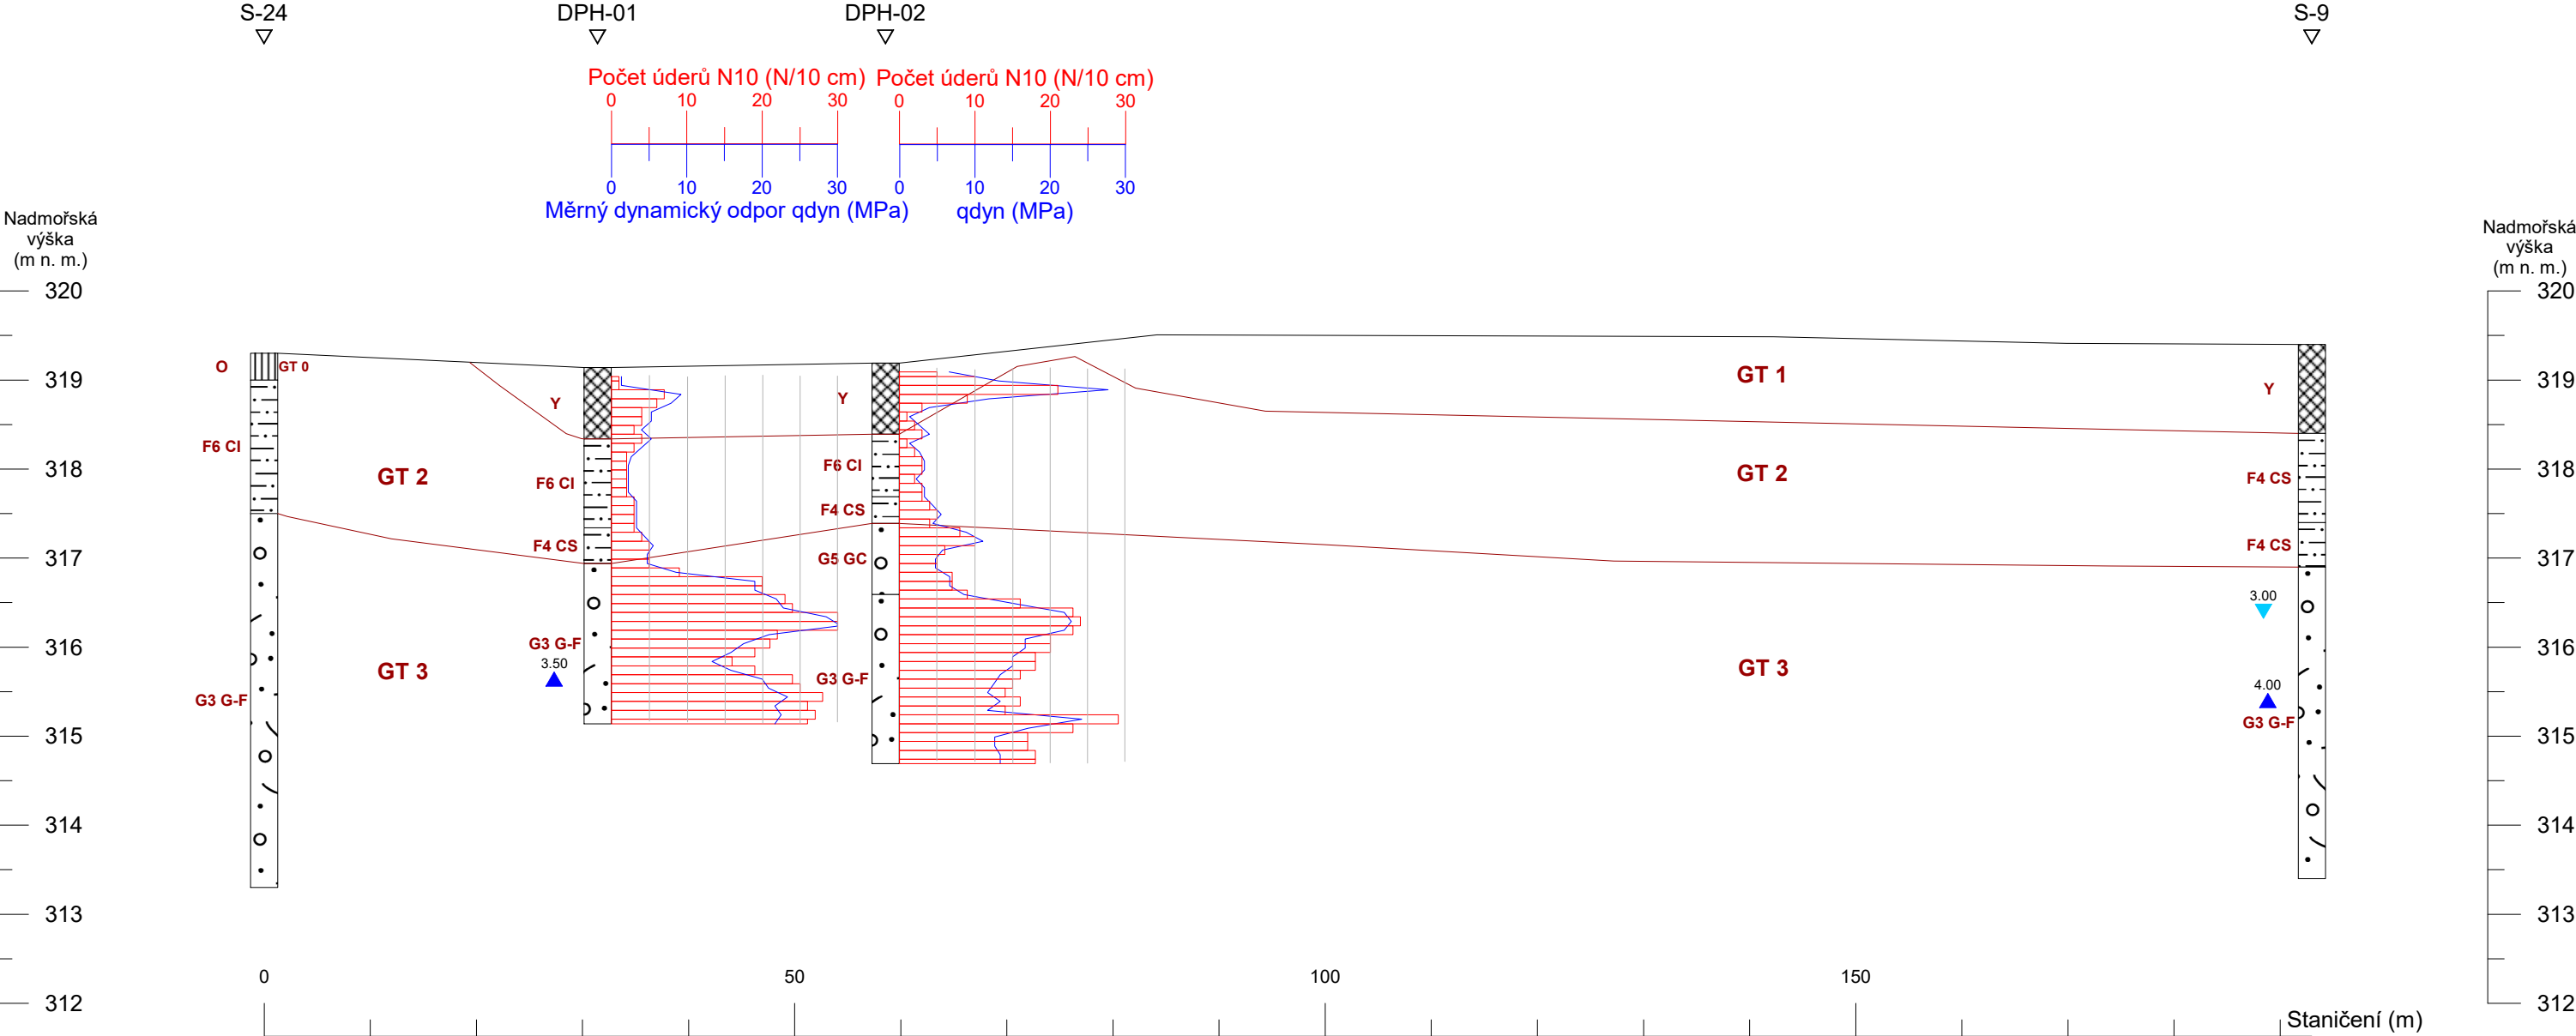 S-24 DPH-01 DPH-02 S-9
Počet úderů N10 (N/10 cm) Počet úderů N10 (N/10 cm)
0 10 20 30 0 10 20 30
0 10 20 30 0 10 20 30
Měrný dynamický odpor qdyn (MPa) qdyn (MPa)
Nadmořská
výška
(m n. m.)
Nadmořská
výška
(m n. m.)
320 320
O GT 0
319 GT 1 319
Y Y Y
F6 CI
318 GT 2 F6 CI F6 CI GT 2 F4 CS 318
F4 CS
F4 CS F4 CS
317 G5 GC 317
3.00
316 G3 G-F 316
3.50
GT 3 G3 G-F GT 3
4.00
G3 G-F
G3 G-F
315 315
314 314
313 313
0 50 100 150
312 312
Staničení (m)